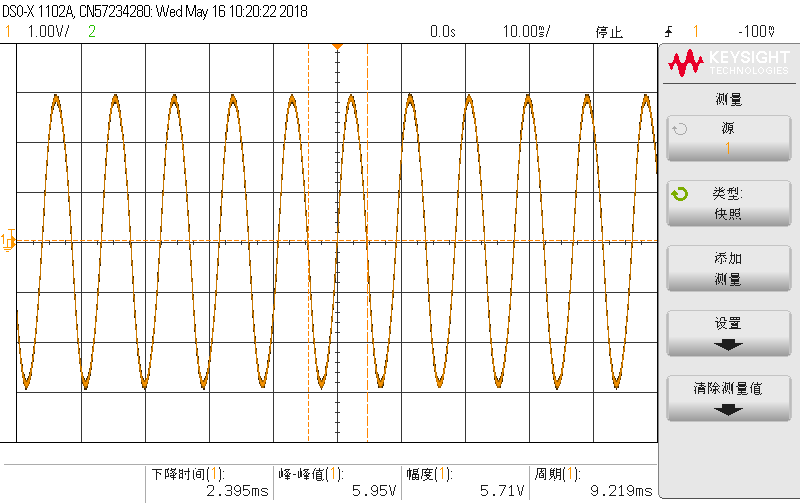 DSO-X 1102A, CN57234280: Wed May 16 10:20:22 2018
1 1.00V/ 2 0.0s 10.00ms/ 停止 1 -100mV
KEYSIGHT
TECHNOLOGIES
测量
源
1
类型:
快照
添加
测量
设置
清除测量值
1
下降时间(1): 峰-峰值(1): 幅度(1): 周期(1):
2.395ms 5.95V 5.71V 9.219ms